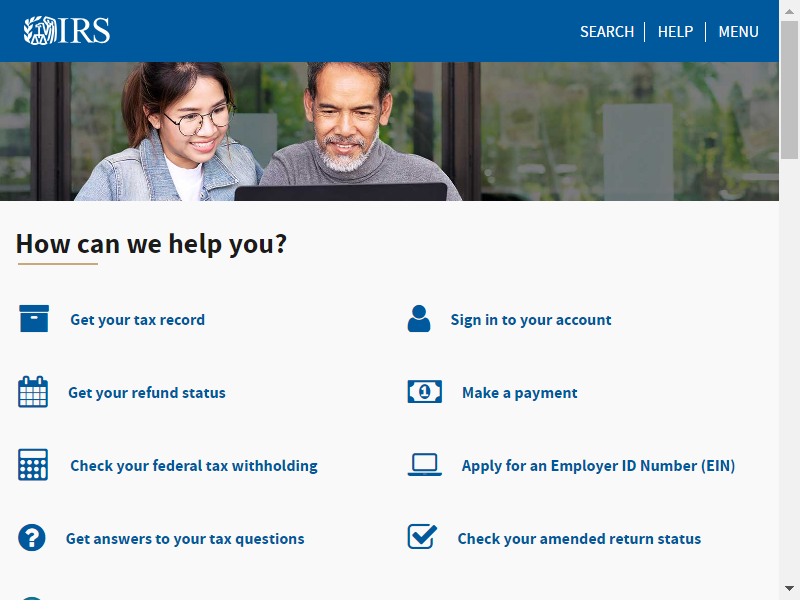 IRS
SEARCH
HELP
MENU
How can we help you?
Get your tax record
Sign in to your account
Get your refund status
Make a payment
Check your federal tax withholding
Apply for an Employer ID Number (EIN)
Get answers to your tax questions
Check your amended return status